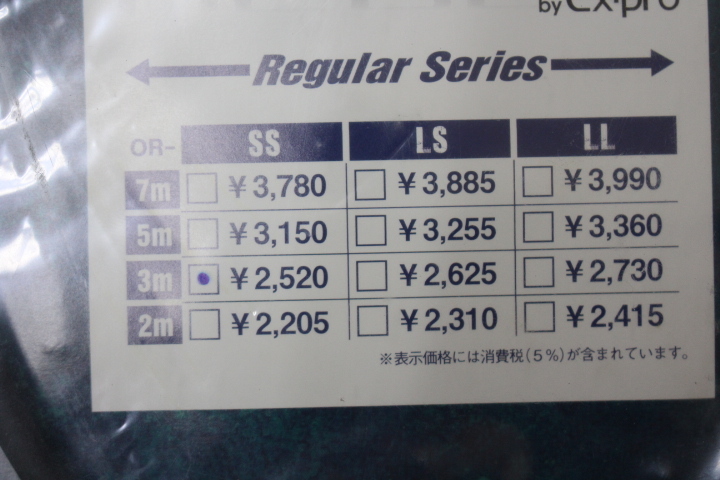 by Ex-pro
Regular Series
OR- SS LS LL
7m ¥3,780 ¥3,885 ¥3,990
5m ¥3,150 ¥3,255 ¥3,360
3m ¥2,520 ¥2,625 ¥2,730
2m ¥2,205 ¥2,310 ¥2,415
※表示価格には消費税(5%)が含まれています。